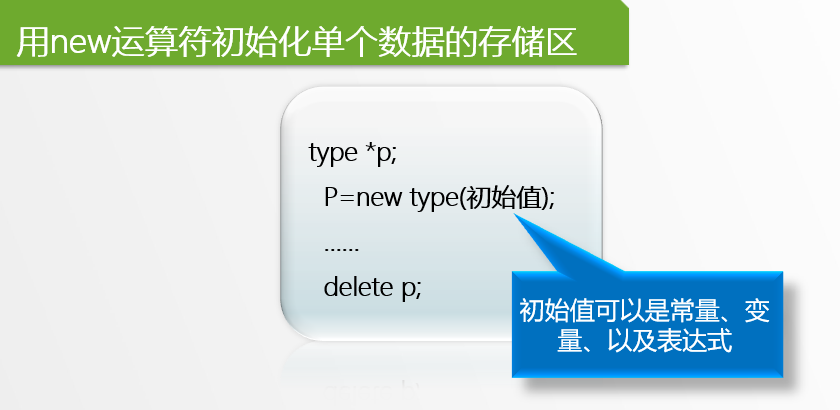 用new运算符初始化单个数据的存储区
type *p;
P=new type(初始值);
......
delete p;
初始值可以是常量、变
量、以及表达式